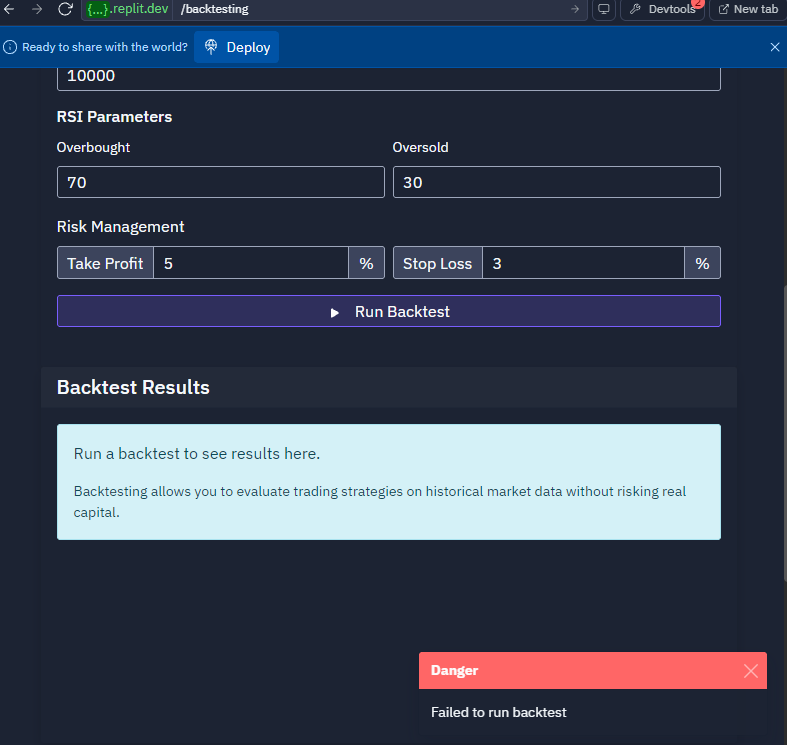 {...}.replit.dev /backtesting Devtools 2 New tab
Ready to share with the world? Deploy
10000
RSI Parameters
Overbought Oversold
70 30
Risk Management
Take Profit 5 % Stop Loss 3 %
Run Backtest
Backtest Results
Run a backtest to see results here.
Backtesting allows you to evaluate trading strategies on historical market data without risking real
capital.
Danger
Failed to run backtest